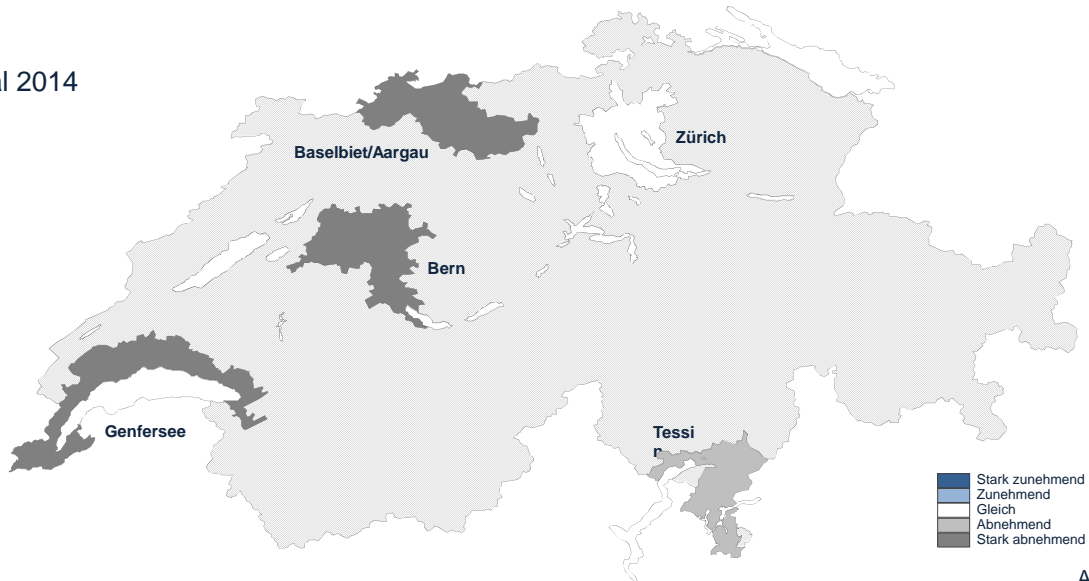 al 2014
Zürich
Baselbiet/Aargau
Bern
Genfersee
Tessi
n
Stark zunehmend
Zunehmend
Gleich
Abnehmend
Stark abnehmend
A